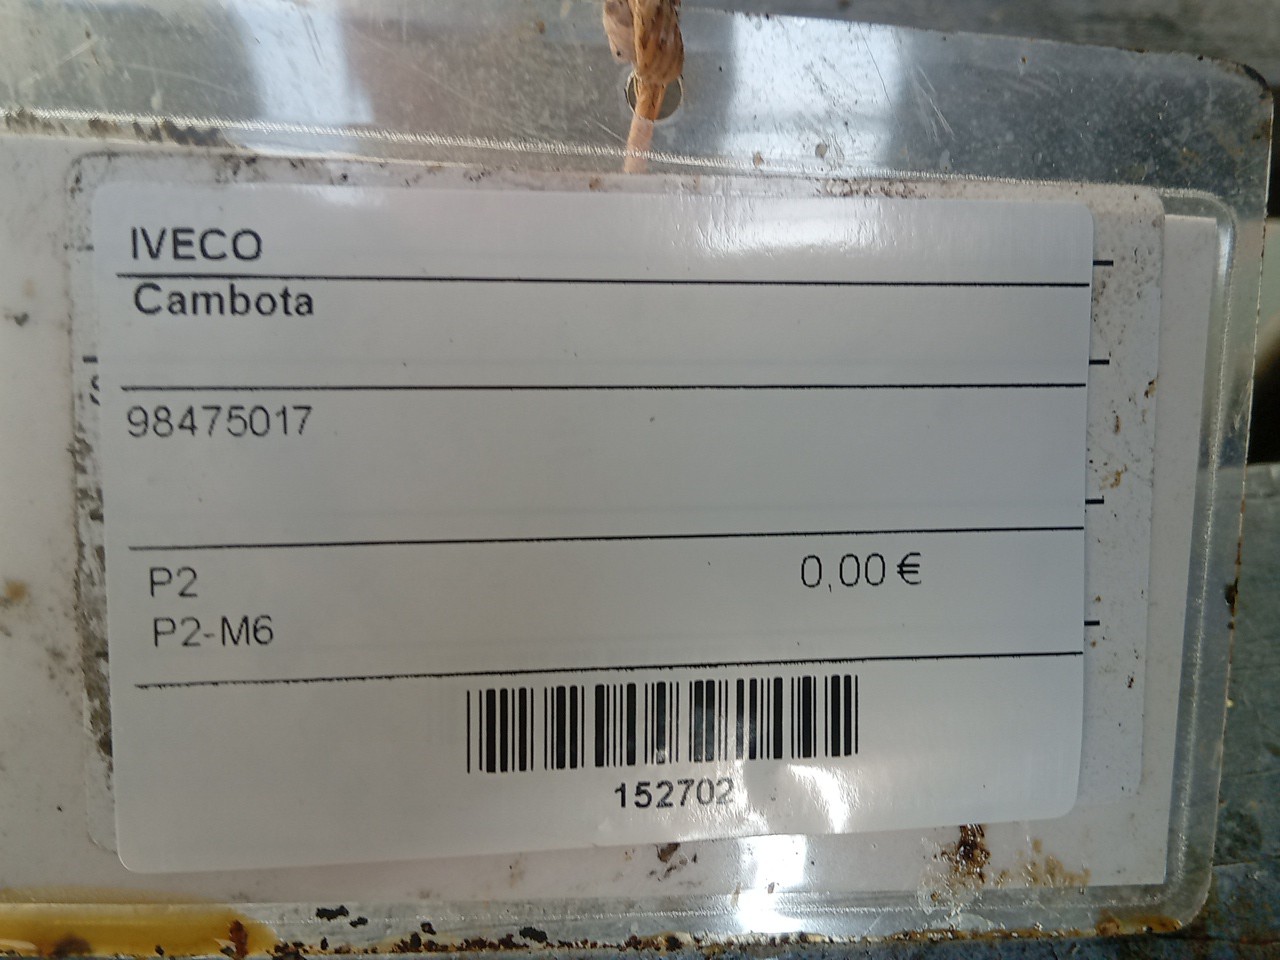 IVECO
Cambota
98475017
P2
0,00 €
P2-M6
152702